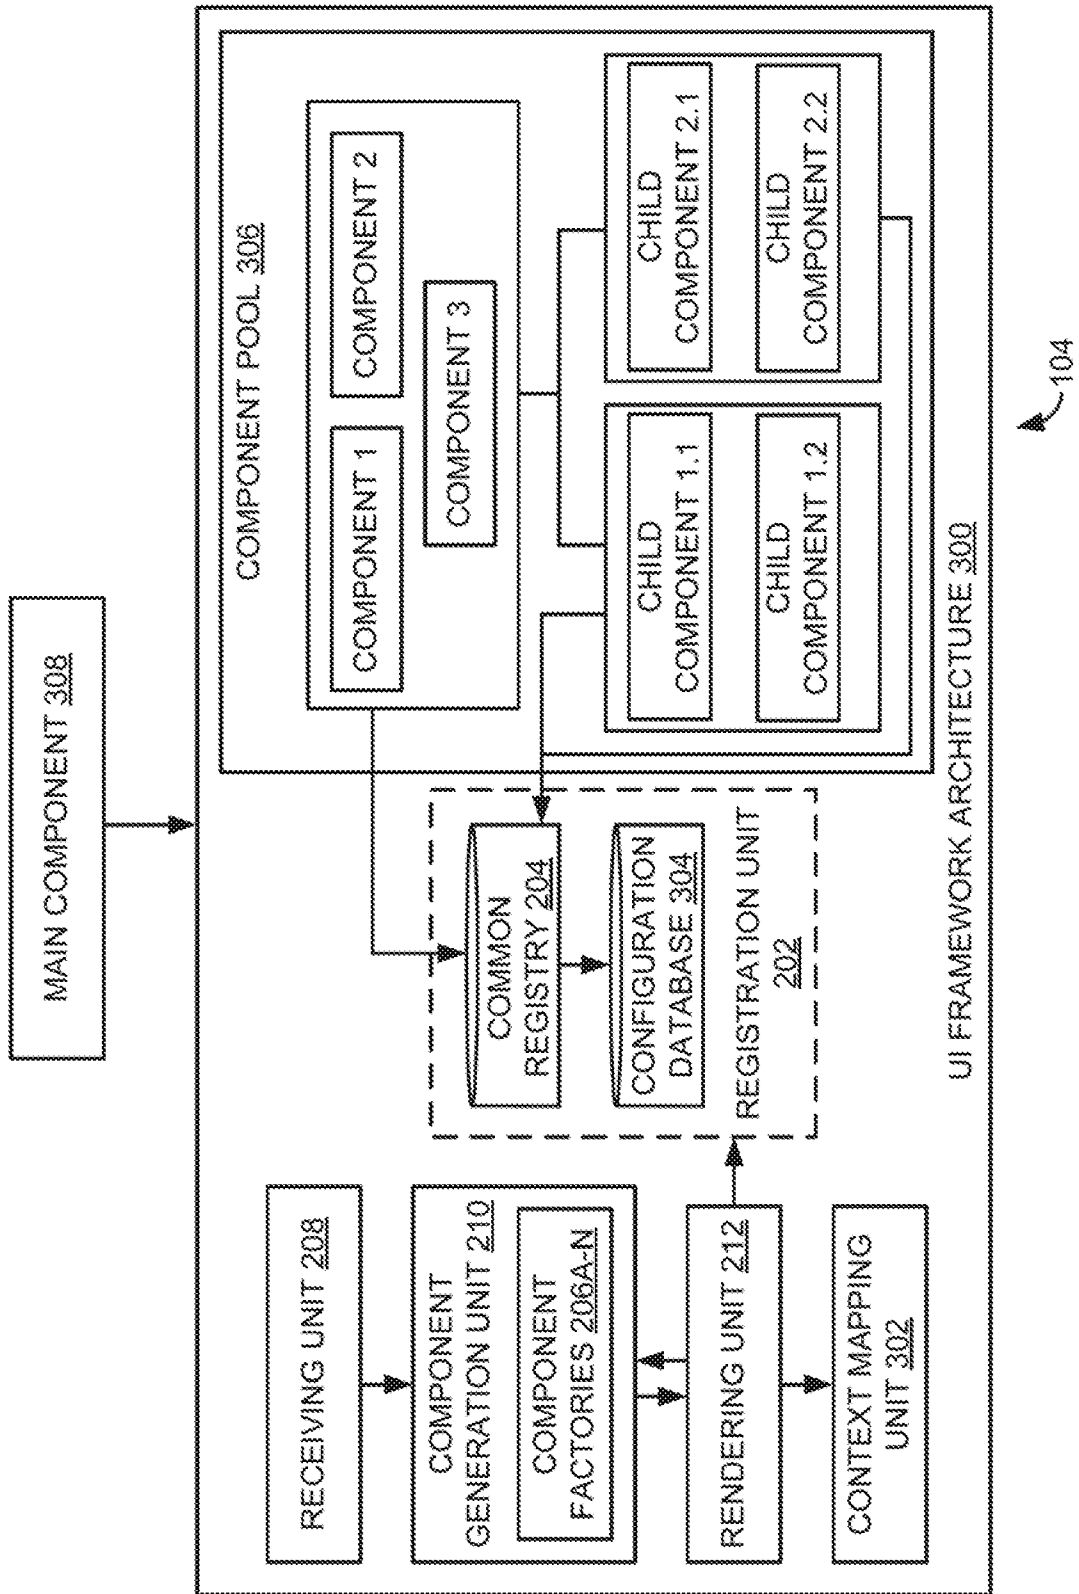 MAIN COMPONENT 308
RECEIVING UNIT 208
COMPONENT
GENERATION UNIT 210
COMPONENT
FACTORIES 206A-N
RENDERING UNIT 212
CONTEXT MAPPING
UNIT 302
COMMON
REGISTRY 204
CONFIGURATION
DATABASE 304
REGISTRATION UNIT
202
COMPONENT POOL 306
COMPONENT 1
COMPONENT 2
COMPONENT 3
CHILD
COMPONENT 1.1
CHILD
COMPONENT 1.2
CHILD
COMPONENT 2.1
CHILD
COMPONENT 2.2
UI FRAMEWORK ARCHITECTURE 300
104